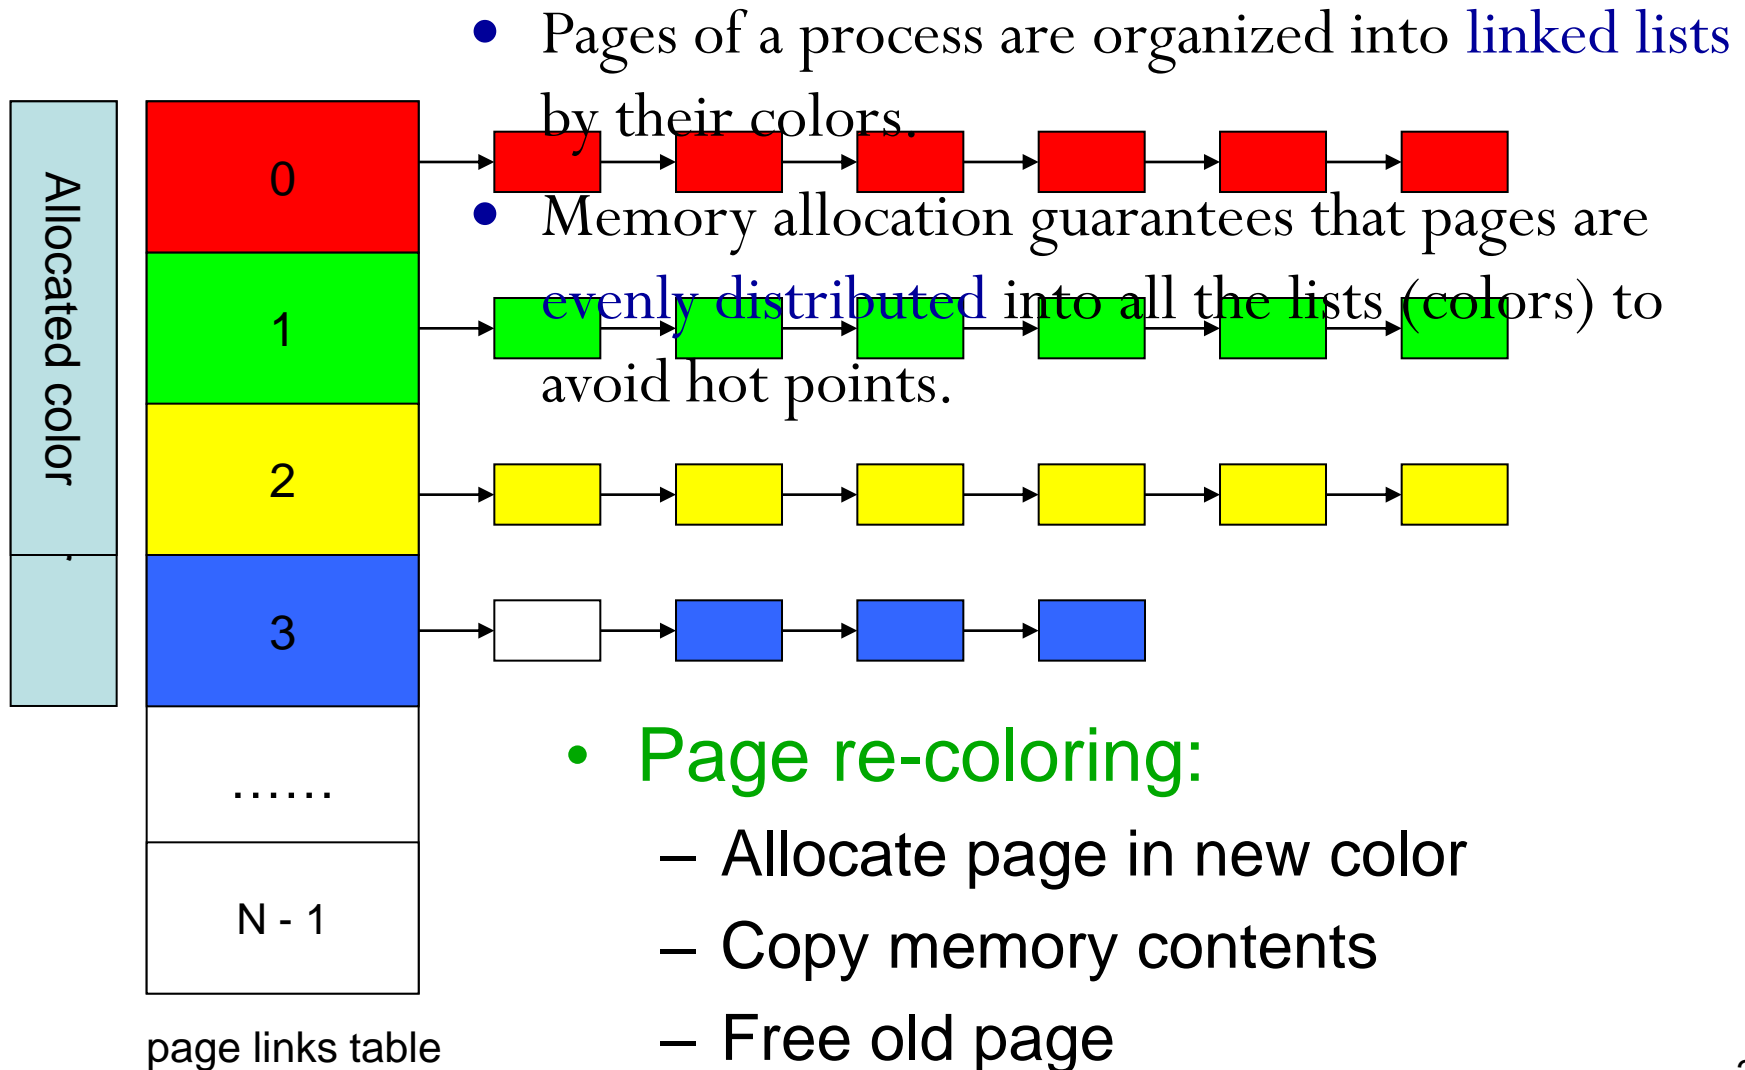 • Pages of a process are organized into linked lists
by their colors.
• Memory allocation guarantees that pages are
evenly distributed into all the lists (colors) to
avoid hot points.
Allocated color
0
1
2
3
……
N - 1
page links table
• Page re-coloring:
– Allocate page in new color
– Copy memory contents
– Free old page